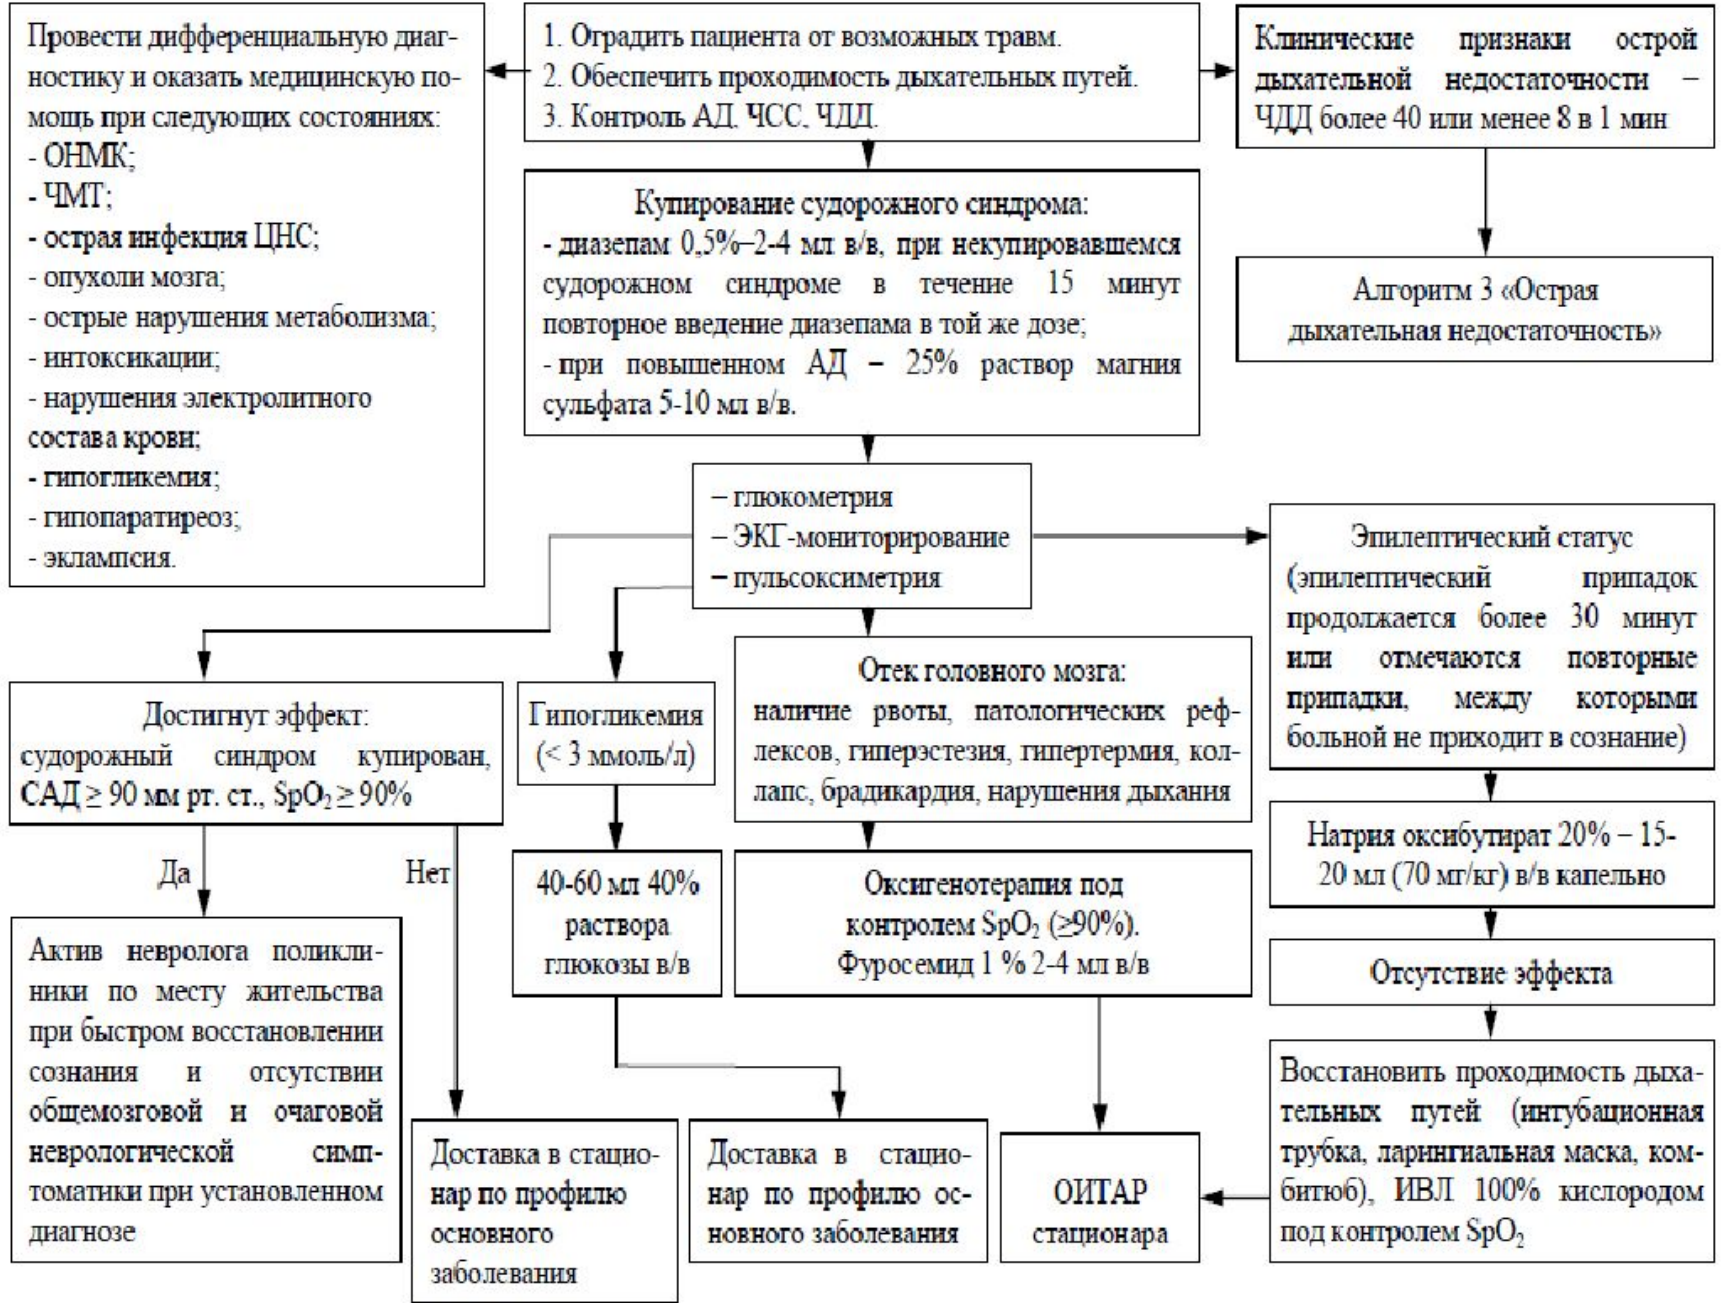 Провести дифференциальную диаг-
ностику и оказать медицинскую по-
мощь при следующих состояниях:
- ОНМК;
- ЧМТ;
- острая инфекция ЦНС;
- опухоли мозга;
- острые нарушения метаболизма;
- интоксикации;
- нарушения электролитного
состава крови;
- гипогликемия;
- гипопаратиреоз;
- эклампсия.
1. Оградить пациента от возможных травм.
2. Обеспечить проходимость дыхательных путей.
3. Контроль АД, ЧСС, ЧДД.
Клинические признаки острой
дыхательной недостаточности –
ЧДД более 40 или менее 8 в 1 мин
Купирование судорожного синдрома:
- диазепам 0,5%–2-4 мл в/в, при некупировавшемся
судорожном синдроме в течение 15 минут
повторное введение диазепама в той же дозе;
- при повышенном АД – 25% раствор магния
сульфата 5-10 мл в/в.
Алгоритм 3 «Острая
дыхательная недостаточность»
– глюкометрия
– ЭКГ-мониторирование
– пульсоксиметрия
Эпилептический статус
(эпилептический припадок
продолжается более 30 минут
или отмечаются повторные
припадки, между которыми
больной не приходит в сознание)
Достигнут эффект:
судорожный синдром купирован,
САД ≥ 90 мм рт. ст., SpO₂ ≥ 90%
Гипогликемия
(< 3 ммоль/л)
Отек головного мозга:
наличие рвоты, патологических реф-
лексов, гиперэстезия, гипертермия, кол-
лапс, брадикардия, нарушения дыхания
Натрия оксибутират 20% – 15-
20 мл (70 мг/кг) в/в капельно
Да
Нет
40-60 мл 40%
раствора
глюкозы в/в
Оксигенотерапия под
контролем SpO₂ (≥90%).
Фуросемид 1 % 2-4 мл в/в
Отсутствие эффекта
Актив невролога поликли-
ники по месту жительства
при быстром восстановлении
сознания и отсутствии
общемозговой и очаговой
неврологической симп-
томатики при установленном
диагнозе
Доставка в стацио-
нар по профилю
основного
заболевания
Доставка в стацио-
нар по профилю ос-
новного заболевания
ОИТАР
стационара
Восстановить проходимость дыха-
тельных путей (интубационная
трубка, ларингиальная маска, ком-
битюб), ИВЛ 100% кислородом
под контролем SpO₂